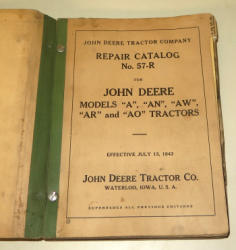 JOHN DEERE TRACTOR COMPANY
REPAIR CATALOG
No. 57-R
FOR
JOHN DEERE
MODELS "A", "AN", "AW",
"AR" and "AO" TRACTORS
EFFECTIVE JULY 15, 1942
JOHN DEERE TRACTOR CO.
WATERLOO, IOWA, U. S. A.
SUPERSEDES ALL PREVIOUS EDITIONS